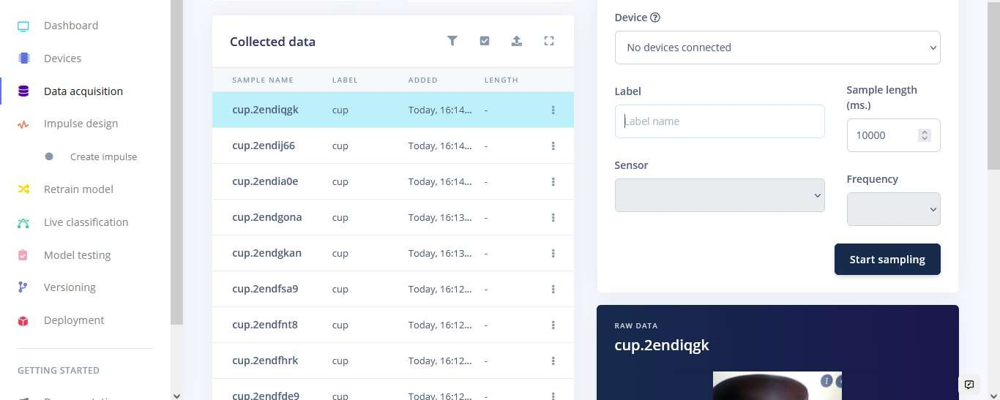 Dashboard
Devices
Data acquisition
Impulse design
Create impulse
Retrain model
Live classification
Model testing
Versioning
Deployment
GETTING STARTED
Collected data
SAMPLE NAME LABEL ADDED LENGTH
cup.2endiqgk cup Today, 16:14... -
cup.2endij66 cup Today, 16:14... -
cup.2endia0e cup Today, 16:14... -
cup.2endgona cup Today, 16:13... -
cup.2endgkan cup Today, 16:13... -
cup.2endfsa9 cup Today, 16:12... -
cup.2endfnt8 cup Today, 16:12... -
cup.2endfhrk cup Today, 16:12... -
cup.2endfde9 cup Today, 16:12... -
Device ?
No devices connected
Label
Label name
Sample length
(ms.)
10000
Sensor
Frequency
Start sampling
RAW DATA
cup.2endiqgk